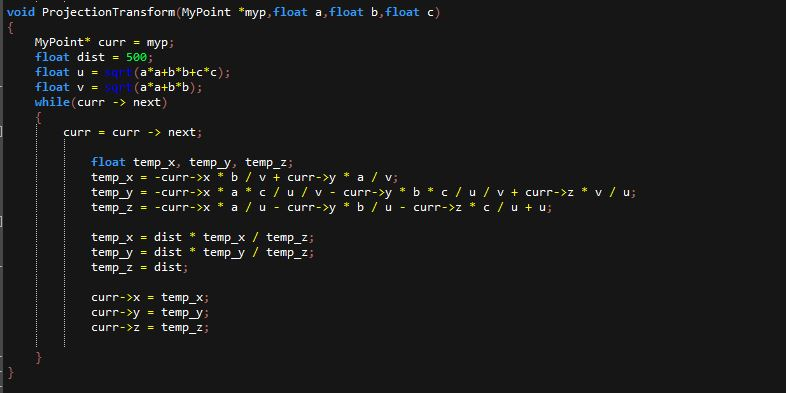 void ProjectionTransform(MyPoint *myp,float a,float b,float c)
{
MyPoint* curr = myp;
float dist = 500;
float u = sqrt(a*a+b*b+c*c);
float v = sqrt(a*a+b*b);
while(curr -> next)
{
curr = curr -> next;
float temp_x, temp_y, temp_z;
temp_x = -curr->x * b / v + curr->y * a / v;
temp_y = -curr->x * a * c / u / v - curr->y * b * c / u / v + curr->z * v / u;
temp_z = -curr->x * a / u - curr->y * b / u - curr->z * c / u + u;
temp_x = dist * temp_x / temp_z;
temp_y = dist * temp_y / temp_z;
temp_z = dist;
curr->x = temp_x;
curr->y = temp_y;
curr->z = temp_z;
}
}